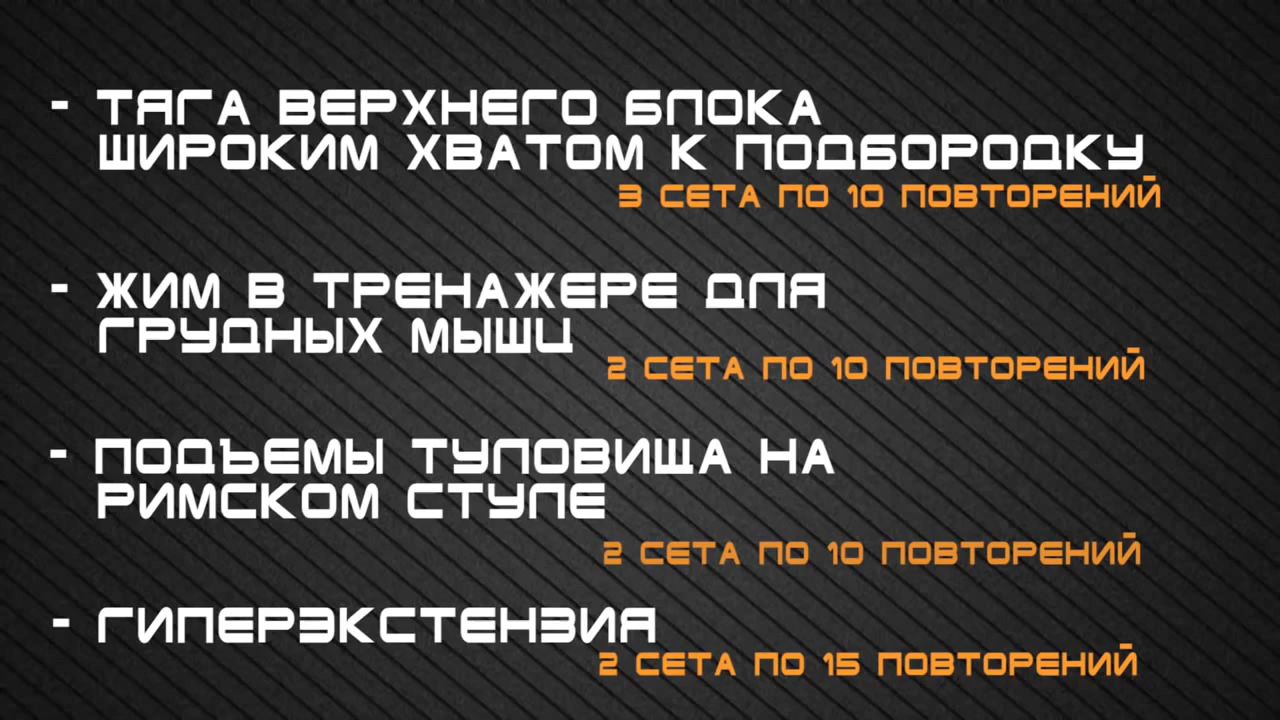 - ТЯГА ВЕРХНЕГО БЛОКА
ШИРОКИМ ХВАТОМ К ПОДБОРОДКУ
3 СЕТА ПО 10 ПОВТОРЕНИЙ
- ЖИМ В ТРЕНАЖЕРЕ ДЛЯ
ГРУДНЫХ МЫШЦ
2 СЕТА ПО 10 ПОВТОРЕНИЙ
- ПОДЪЕМЫ ТУЛОВИЩА НА
РИМСКОМ СТУЛЕ
2 СЕТА ПО 10 ПОВТОРЕНИЙ
- ГИПЕРЭКСТЕНЗИЯ
2 СЕТА ПО 15 ПОВТОРЕНИЙ